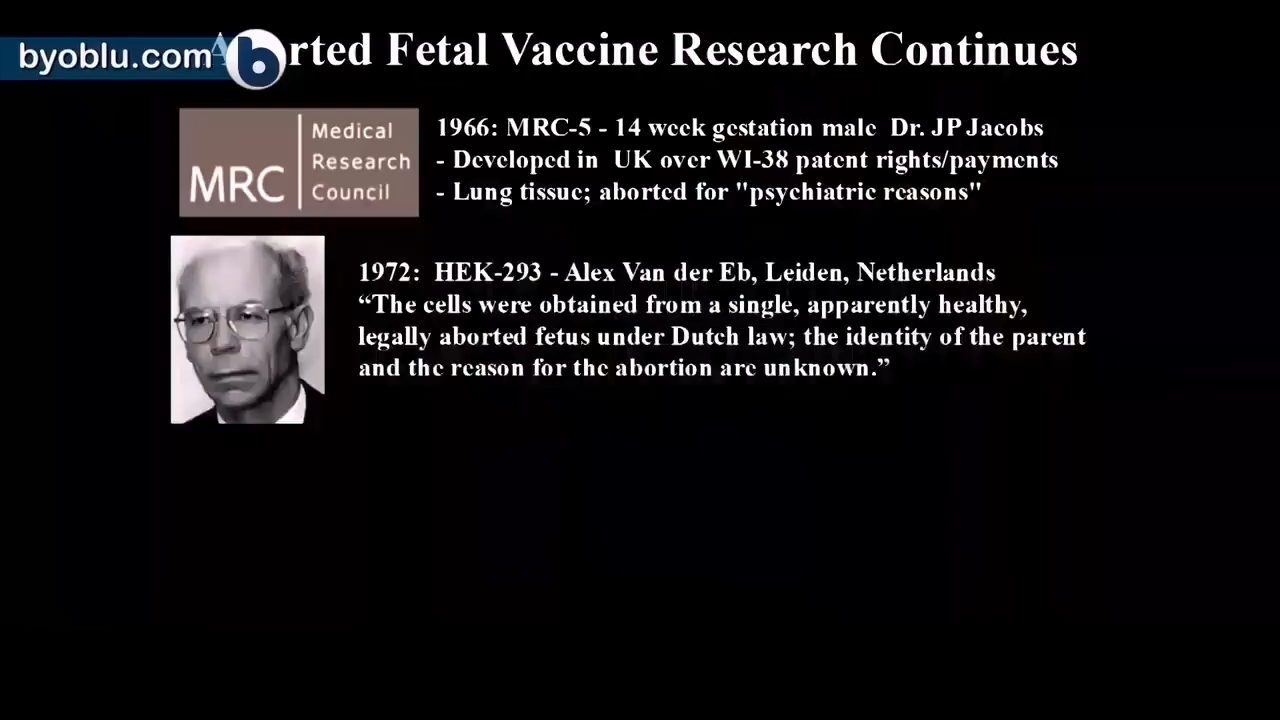 byoblu.com
b
rted Fetal Vaccine Research Continues
MRC
Medical
Research
Council
1966: MRC-5 - 14 week gestation male Dr. JP Jacobs
- Developed in UK over WI-38 patent rights/payments
- Lung tissue; aborted for "psychiatric reasons"
1972: HEK-293 - Alex Van der Eb, Leiden, Netherlands
“The cells were obtained from a single, apparently healthy,
legally aborted fetus under Dutch law; the identity of the parent
and the reason for the abortion are unknown.”